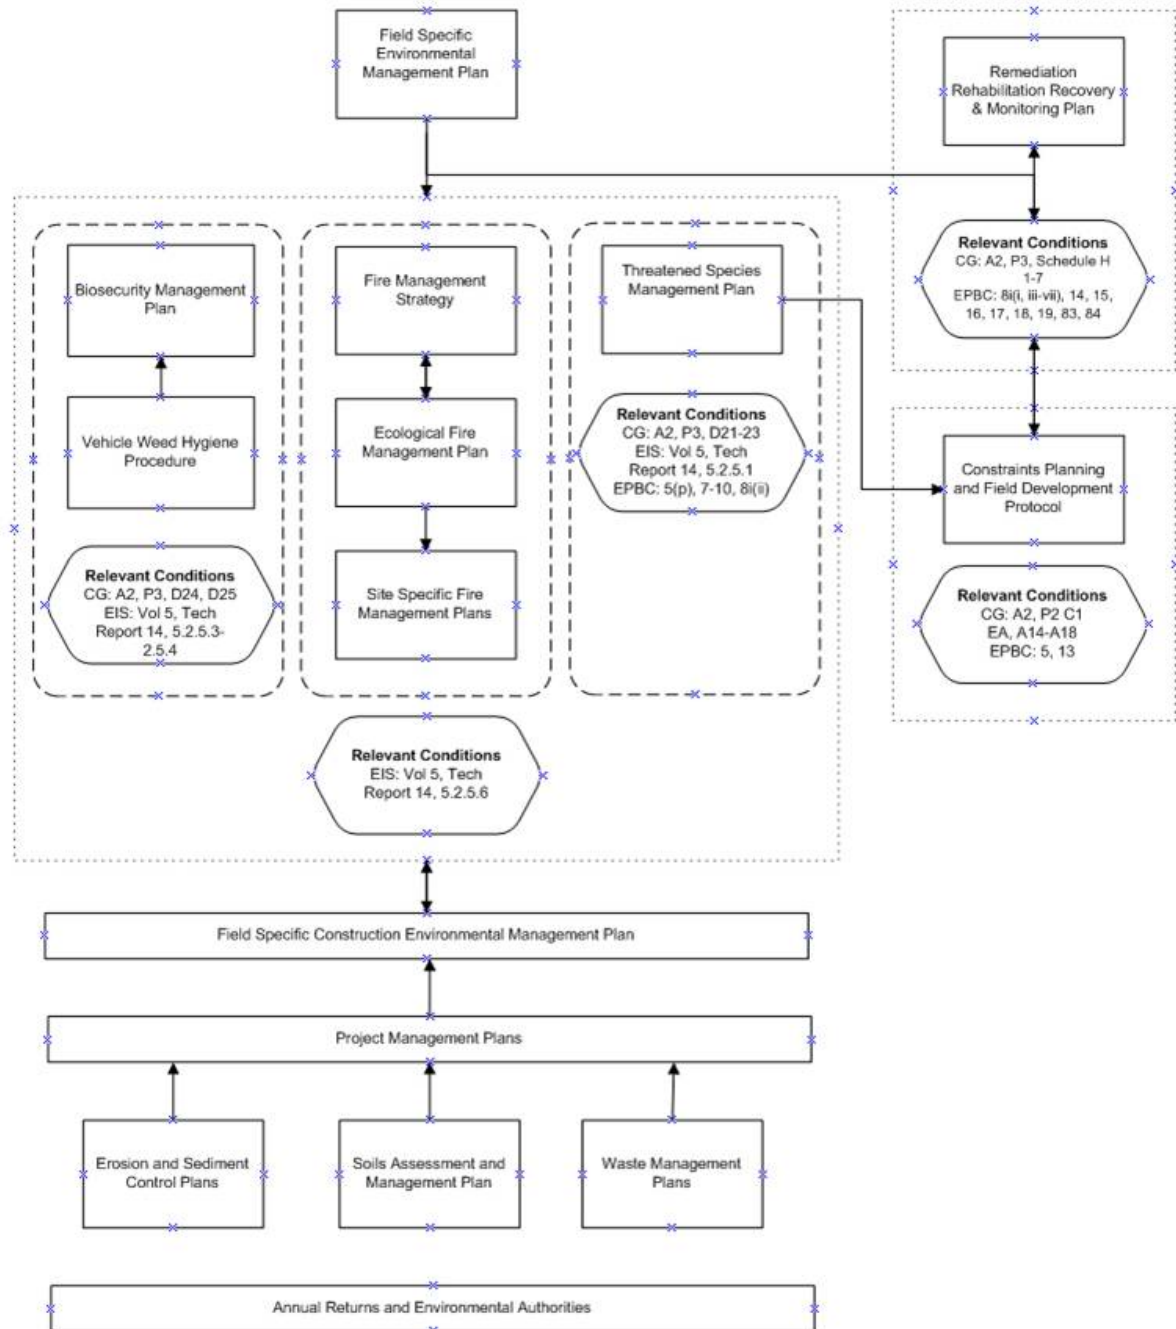 Field Specific
Environmental
Management Plan
Remediation
Rehabilitation Recovery
& Monitoring Plan
Relevant Conditions
CG: A2, P3, Schedule H
1-7
EPBC: 8i(i, iii-vii), 14, 15,
16, 17, 18, 19, 83, 84
Biosecurity Management
Plan
Vehicle Weed Hygiene
Procedure
Relevant Conditions
CG: A2, P3, D24, D25
EIS: Vol 5, Tech
Report 14, 5.2.5.3-
2.5.4
Fire Management
Strategy
Ecological Fire
Management Plan
Site Specific Fire
Management Plans
Threatened Species
Management Plan
Relevant Conditions
CG: A2, P3, D21-23
EIS: Vol 5, Tech
Report 14, 5.2.5.1
EPBC: 5(p), 7-10, 8i(ii)
Constraints Planning
and Field Development
Protocol
Relevant Conditions
CG: A2, P2 C1
EA, A14-A18
EPBC: 5, 13
Relevant Conditions
EIS: Vol 5, Tech
Report 14, 5.2.5.6
Field Specific Construction Environmental Management Plan
Project Management Plans
Erosion and Sediment
Control Plans
Soils Assessment and
Management Plan
Waste Management
Plans
Annual Returns and Environmental Authorities